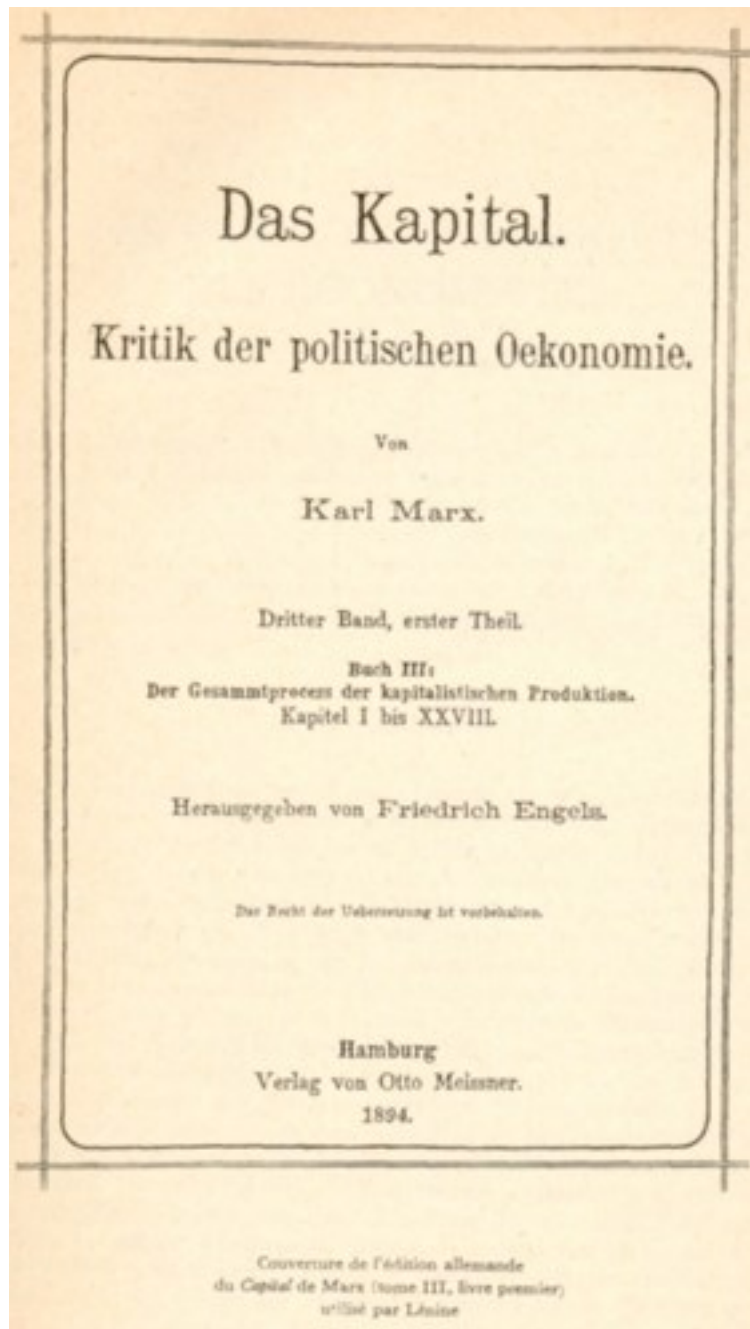 Das Kapital.
Kritik der politischen Oekonomie.
Von
Karl Marx.
Dritter Band, erster Theil.
Buch III:
Der Gesammtprocess der kapitalistischen Produktion.
Kapitel I bis XXVIII.
Herausgegeben von Friedrich Engels.
Das Recht der Uebersetzung ist vorbehalten.
Hamburg
Verlag von Otto Meissner.
1894.
Couverture de l'édition allemande
du Capital de Marx (tome III, livre premier)
utilisé par Lénine